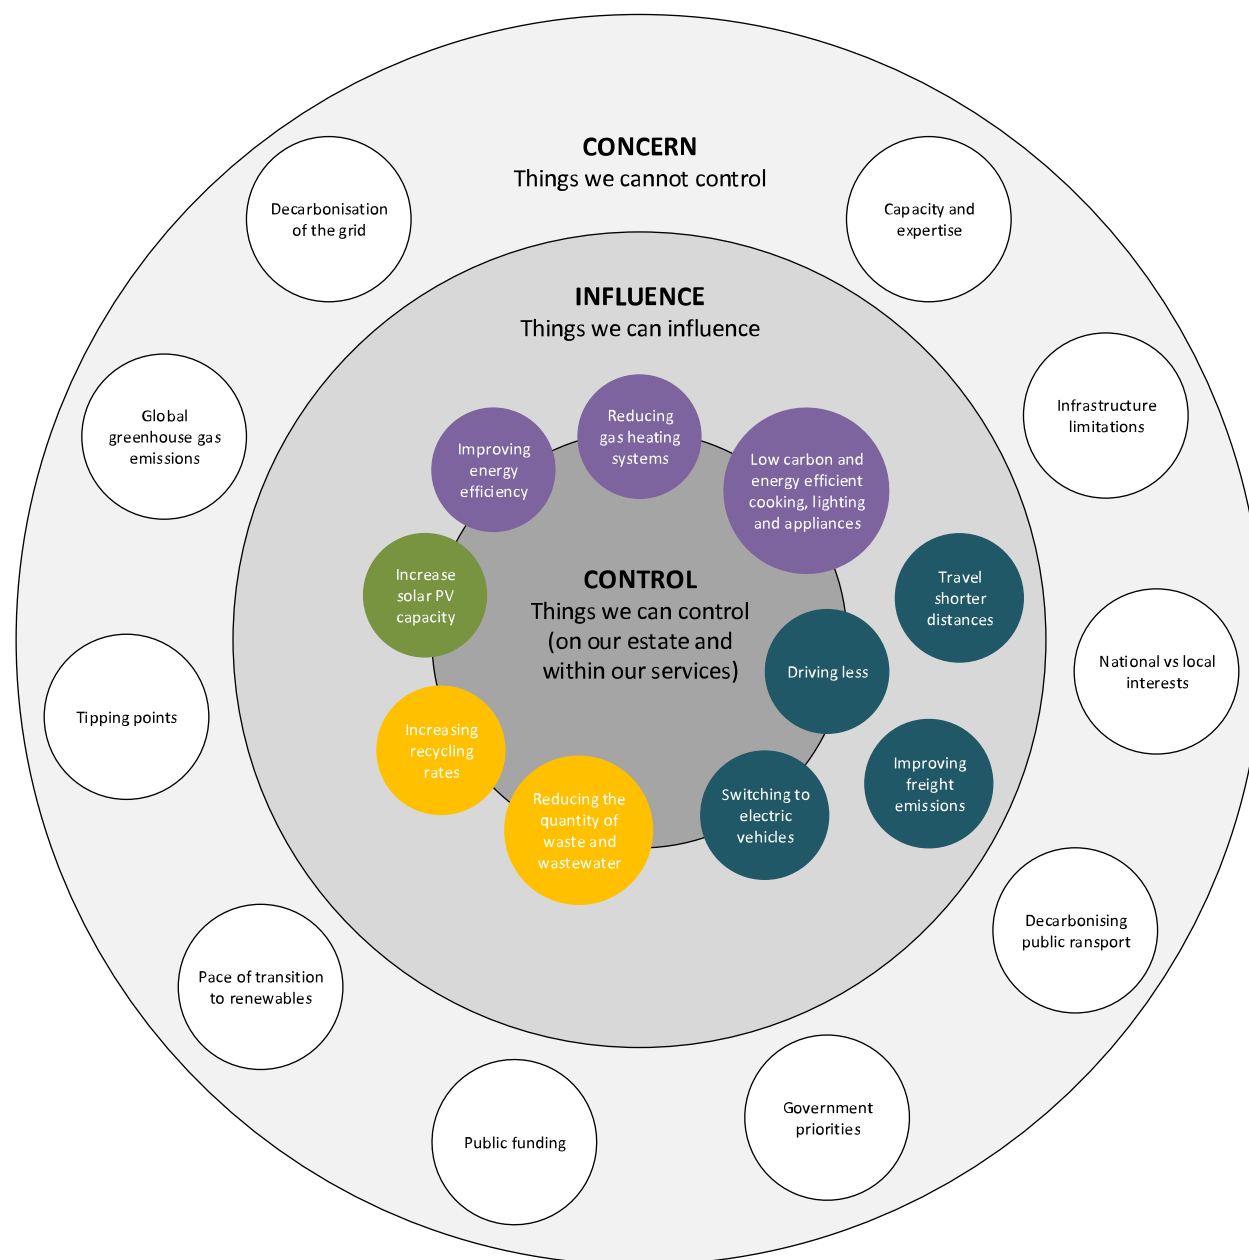 CONCERN
Things we cannot control
Decarbonisation
of the grid
Capacity and
expertise
INFLUENCE
Things we can influence
Global
greenhouse gas
emissions
Infrastructure
limitations
Improving
energy
efficiency
Reducing
gas heating
systems
Low carbon and
energy efficient
cooking, lighting
and appliances
Increase
solar PV
capacity
CONTROL
Things we can control
(on our estate and
within our services)
Travel
shorter
distances
Driving less
National vs local
interests
Tipping points
Increasing
recycling
rates
Reducing the
quantity of
waste and
wastewater
Switching to
electric
vehicles
Improving
freight
emissions
Decarbonising
public ransport
Pace of transition
to renewables
Public funding
Government
priorities